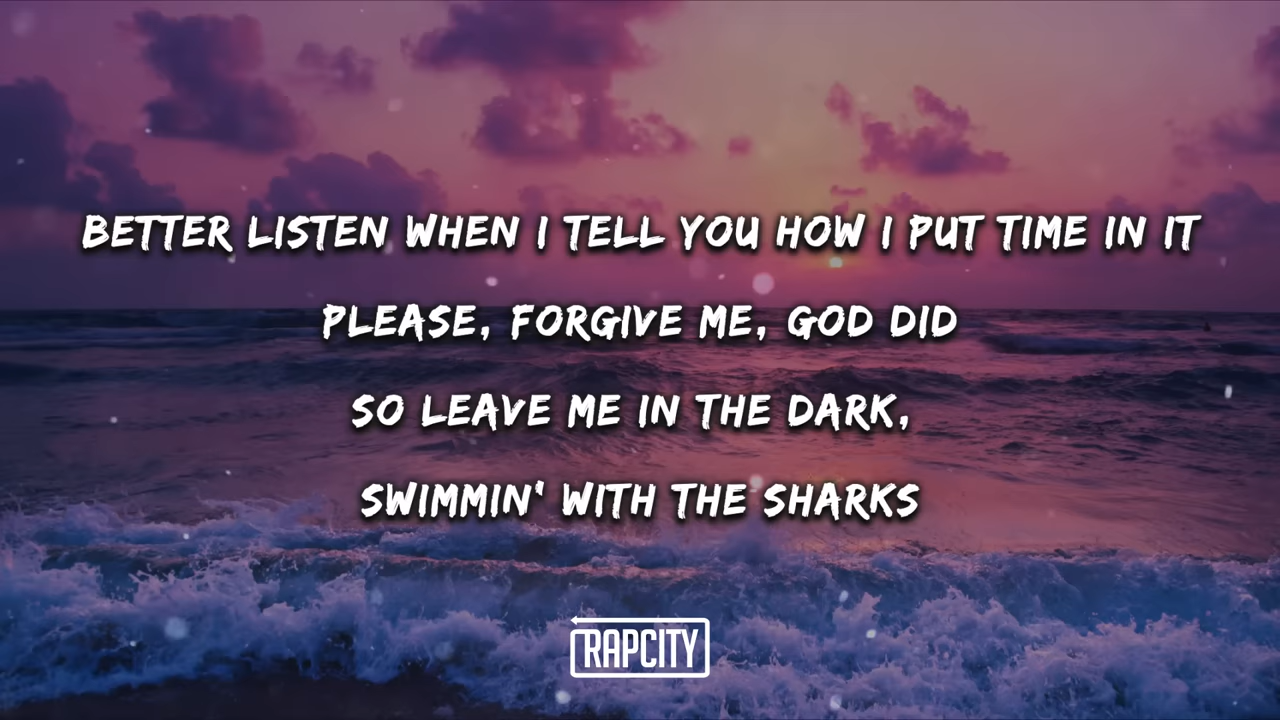 BETTER LISTEN WHEN I TELL YOU HOW I PUT TIME IN IT
PLEASE, FORGIVE ME, GOD DID
SO LEAVE ME IN THE DARK,
SWIMMIN' WITH THE SHARKS
RAPCITY